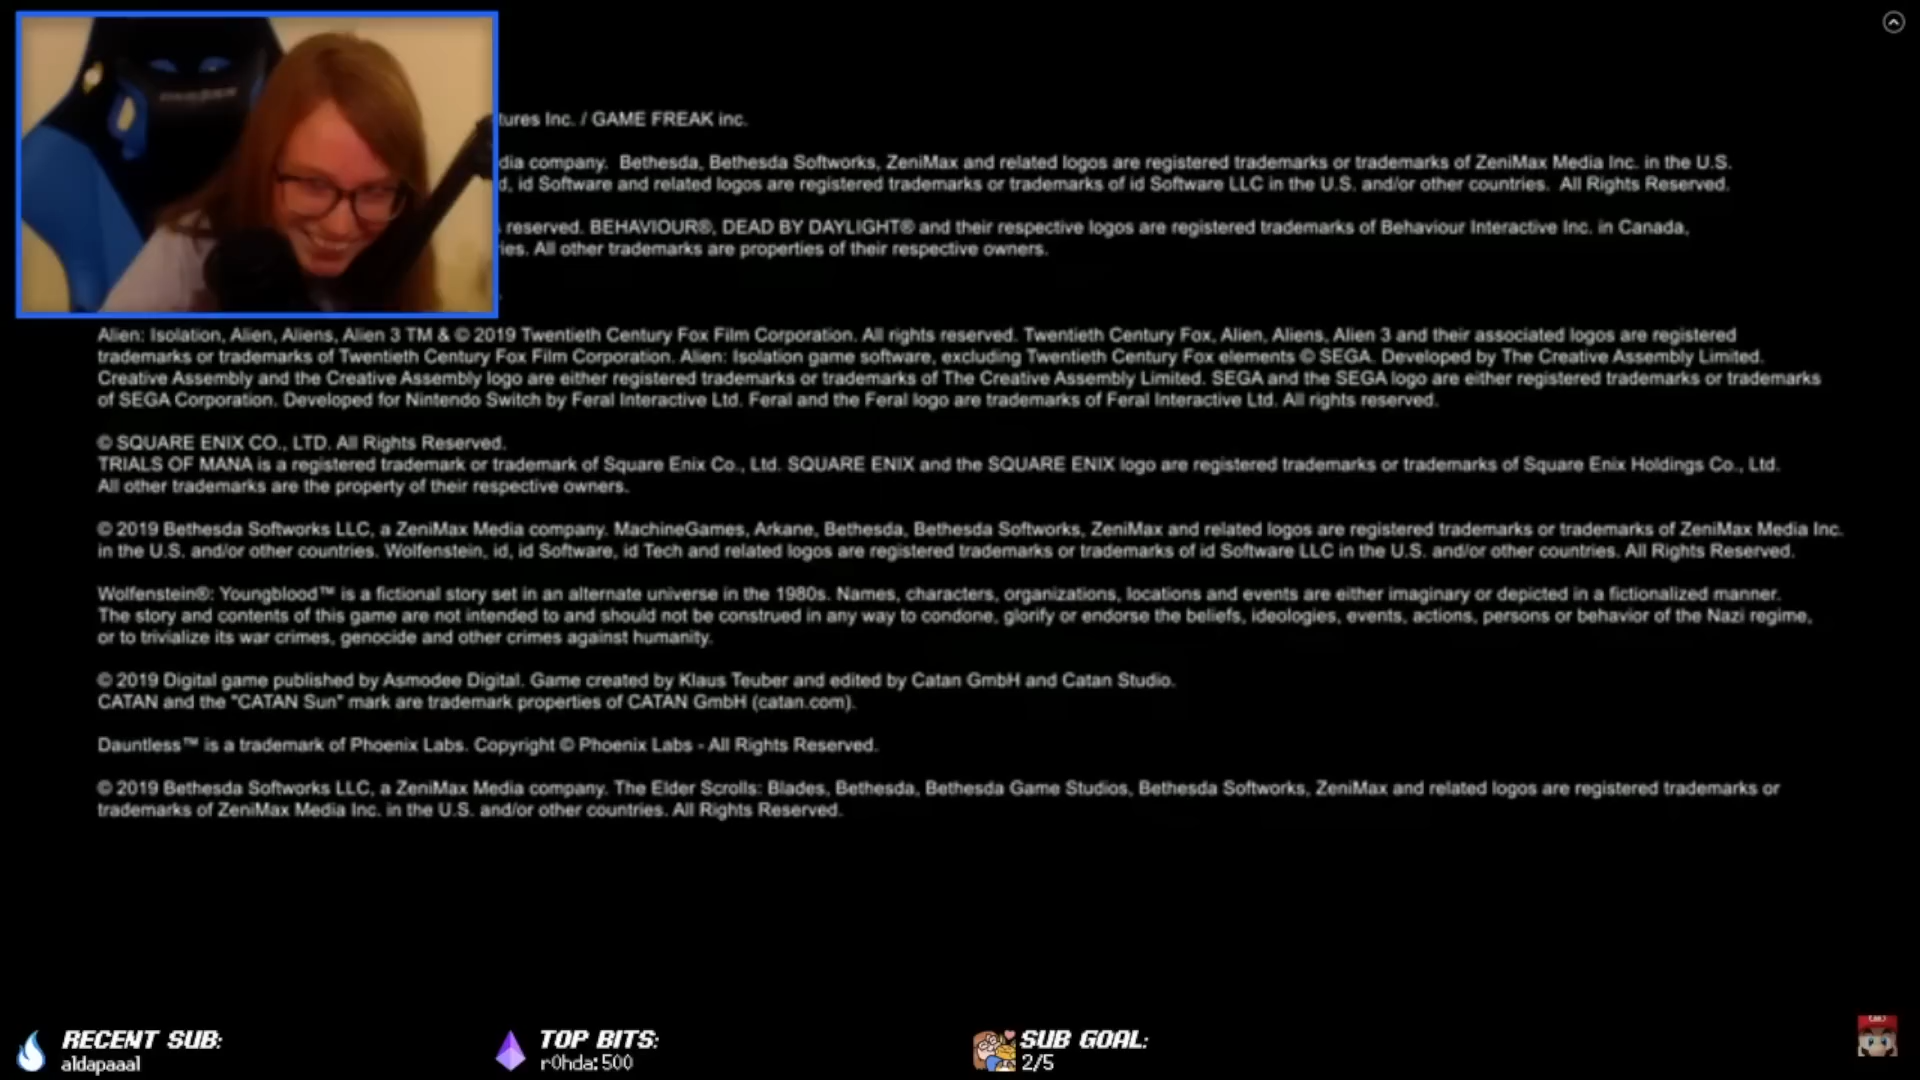 tures Inc. / GAME FREAK inc.
dia company.  Bethesda, Bethesda Softworks, ZeniMax and related logos are registered trademarks or trademarks of ZeniMax Media Inc. in the U.S.
d, id Software and related logos are registered trademarks or trademarks of id Software LLC in the U.S. and/or other countries.  All Rights Reserved.
reserved. BEHAVIOUR®, DEAD BY DAYLIGHT® and their respective logos are registered trademarks of Behaviour Interactive Inc. in Canada,
ies. All other trademarks are properties of their respective owners.
Alien: Isolation, Alien, Aliens, Alien 3 TM & © 2019 Twentieth Century Fox Film Corporation. All rights reserved. Twentieth Century Fox, Alien, Aliens, Alien 3 and their associated logos are registered
trademarks or trademarks of Twentieth Century Fox Film Corporation. Alien: Isolation game software, excluding Twentieth Century Fox elements © SEGA. Developed by The Creative Assembly Limited.
Creative Assembly and the Creative Assembly logo are either registered trademarks or trademarks of The Creative Assembly Limited. SEGA and the SEGA logo are either registered trademarks or trademarks
of SEGA Corporation. Developed for Nintendo Switch by Feral Interactive Ltd. Feral and the Feral logo are trademarks of Feral Interactive Ltd. All rights reserved.
© SQUARE ENIX CO., LTD. All Rights Reserved.
TRIALS OF MANA is a registered trademark or trademark of Square Enix Co., Ltd. SQUARE ENIX and the SQUARE ENIX logo are registered trademarks or trademarks of Square Enix Holdings Co., Ltd.
All other trademarks are the property of their respective owners.
© 2019 Bethesda Softworks LLC, a ZeniMax Media company. MachineGames, Arkane, Bethesda, Bethesda Softworks, ZeniMax and related logos are registered trademarks or trademarks of ZeniMax Media Inc.
in the U.S. and/or other countries. Wolfenstein, id, id Software, id Tech and related logos are registered trademarks or trademarks of id Software LLC in the U.S. and/or other countries. All Rights Reserved.
Wolfenstein®: Youngblood™ is a fictional story set in an alternate universe in the 1980s. Names, characters, organizations, locations and events are either imaginary or depicted in a fictionalized manner.
The story and contents of this game are not intended to and should not be construed in any way to condone, glorify or endorse the beliefs, ideologies, events, actions, persons or behavior of the Nazi regime,
or to trivialize its war crimes, genocide and other crimes against humanity.
© 2019 Digital game published by Asmodee Digital. Game created by Klaus Teuber and edited by Catan GmbH and Catan Studio.
CATAN and the "CATAN Sun" mark are trademark properties of CATAN GmbH (catan.com).
Dauntless™ is a trademark of Phoenix Labs. Copyright © Phoenix Labs - All Rights Reserved.
© 2019 Bethesda Softworks LLC, a ZeniMax Media company. The Elder Scrolls: Blades, Bethesda, Bethesda Game Studios, Bethesda Softworks, ZeniMax and related logos are registered trademarks or
trademarks of ZeniMax Media Inc. in the U.S. and/or other countries. All Rights Reserved.
RECENT SUB:
aldapaaal
TOP BITS:
r0hda: 500
SUB GOAL:
2/5